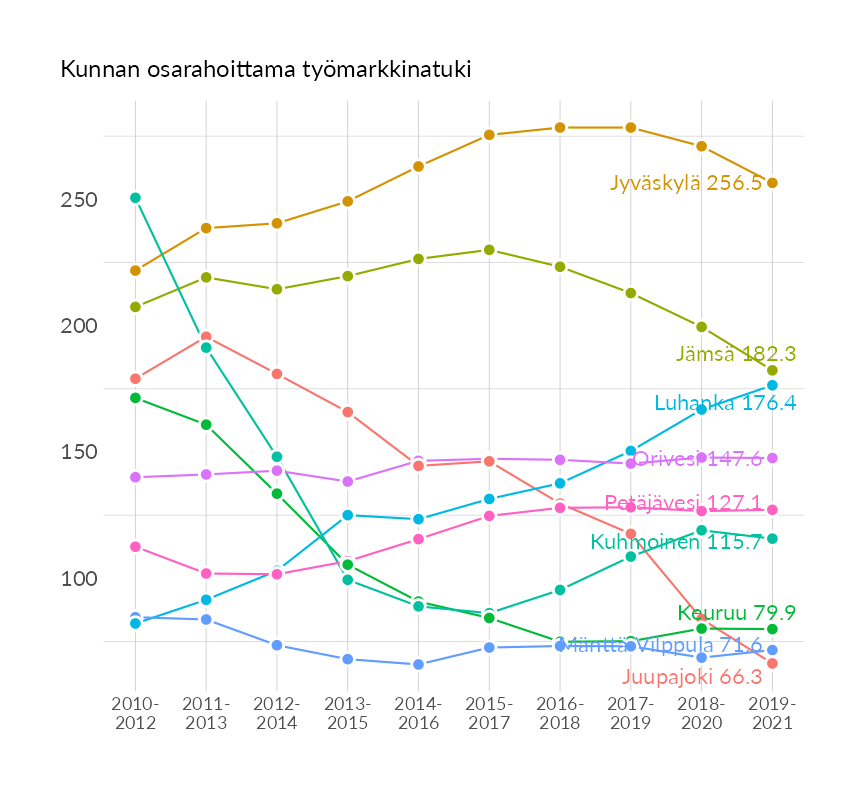 Kunnan osarahoittama työmarkkinatuki
250
200
150
100
Jyväskylä 256.5
Jämsä 182.3
Luhanka 176.4
Orivesi 147.6
Petäjävesi 127.1
Kuhmoinen 115.7
Keuruu 79.9
Mänttä-Vilppula 71.6
Juupajoki 66.3
2010- 2011- 2012- 2013- 2014- 2015- 2016- 2017- 2018- 2019-
2012 2013 2014 2015 2016 2017 2018 2019 2020 2021